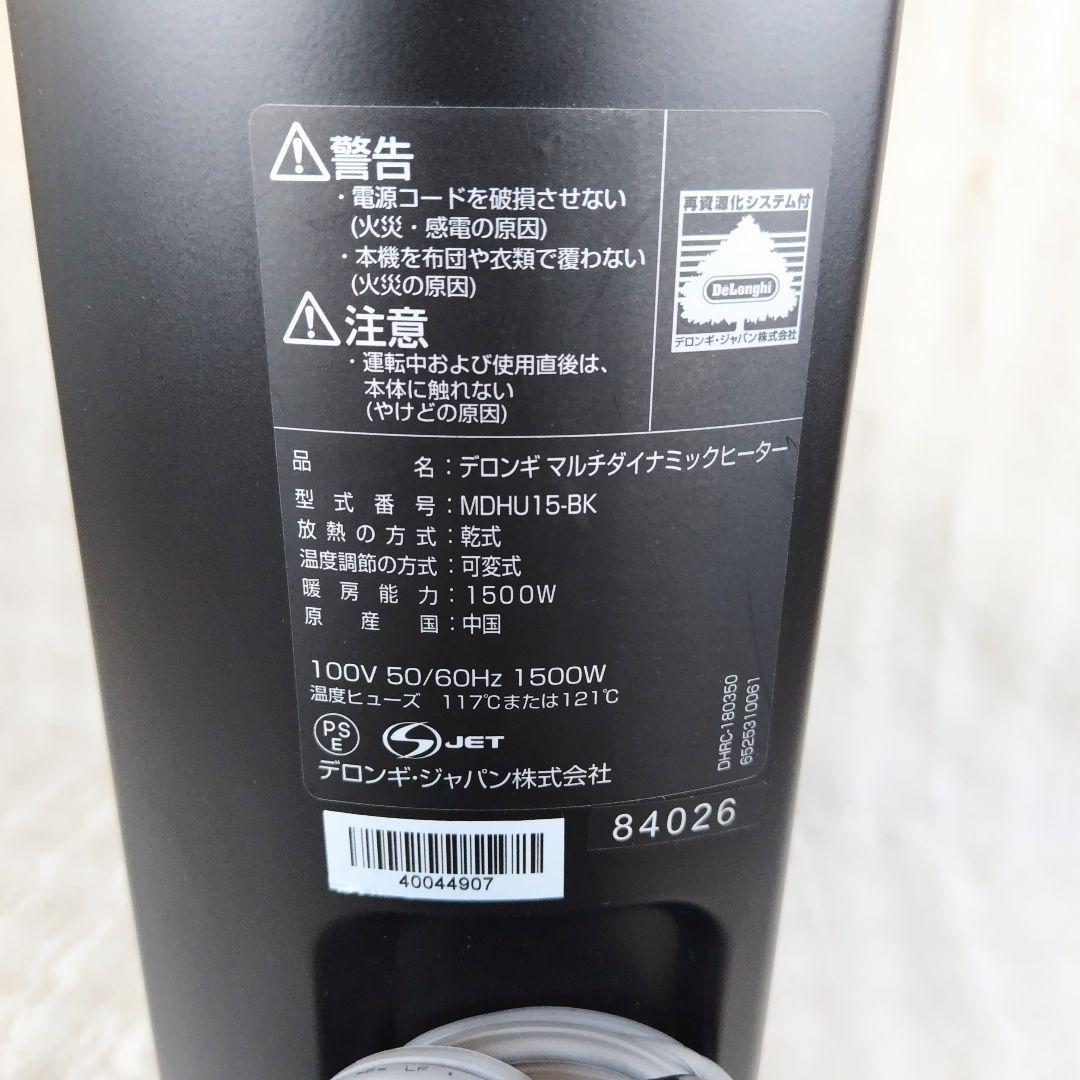 警告
・電源コードを破損させない
(火災・感電の原因)
・本機を布団や衣類で覆わない
(火災の原因)
注意
・運転中および使用直後は、
本体に触れない
(やけどの原因)
再資源化システム付
DeLonghi
デロンギ・ジャパン株式会社
品名：デロンギ マルチダイナミックヒーター
型式番号：MDHU15-BK
放熱の方式：乾式
温度調節の方式：可変式
暖房能力：1500W
原産国：中国
100V 50/60Hz 1500W
温度ヒューズ 117℃または121℃
PS
E
JET
デロンギ・ジャパン株式会社
DHRC-180350
6525310061
84026
40044907
LF